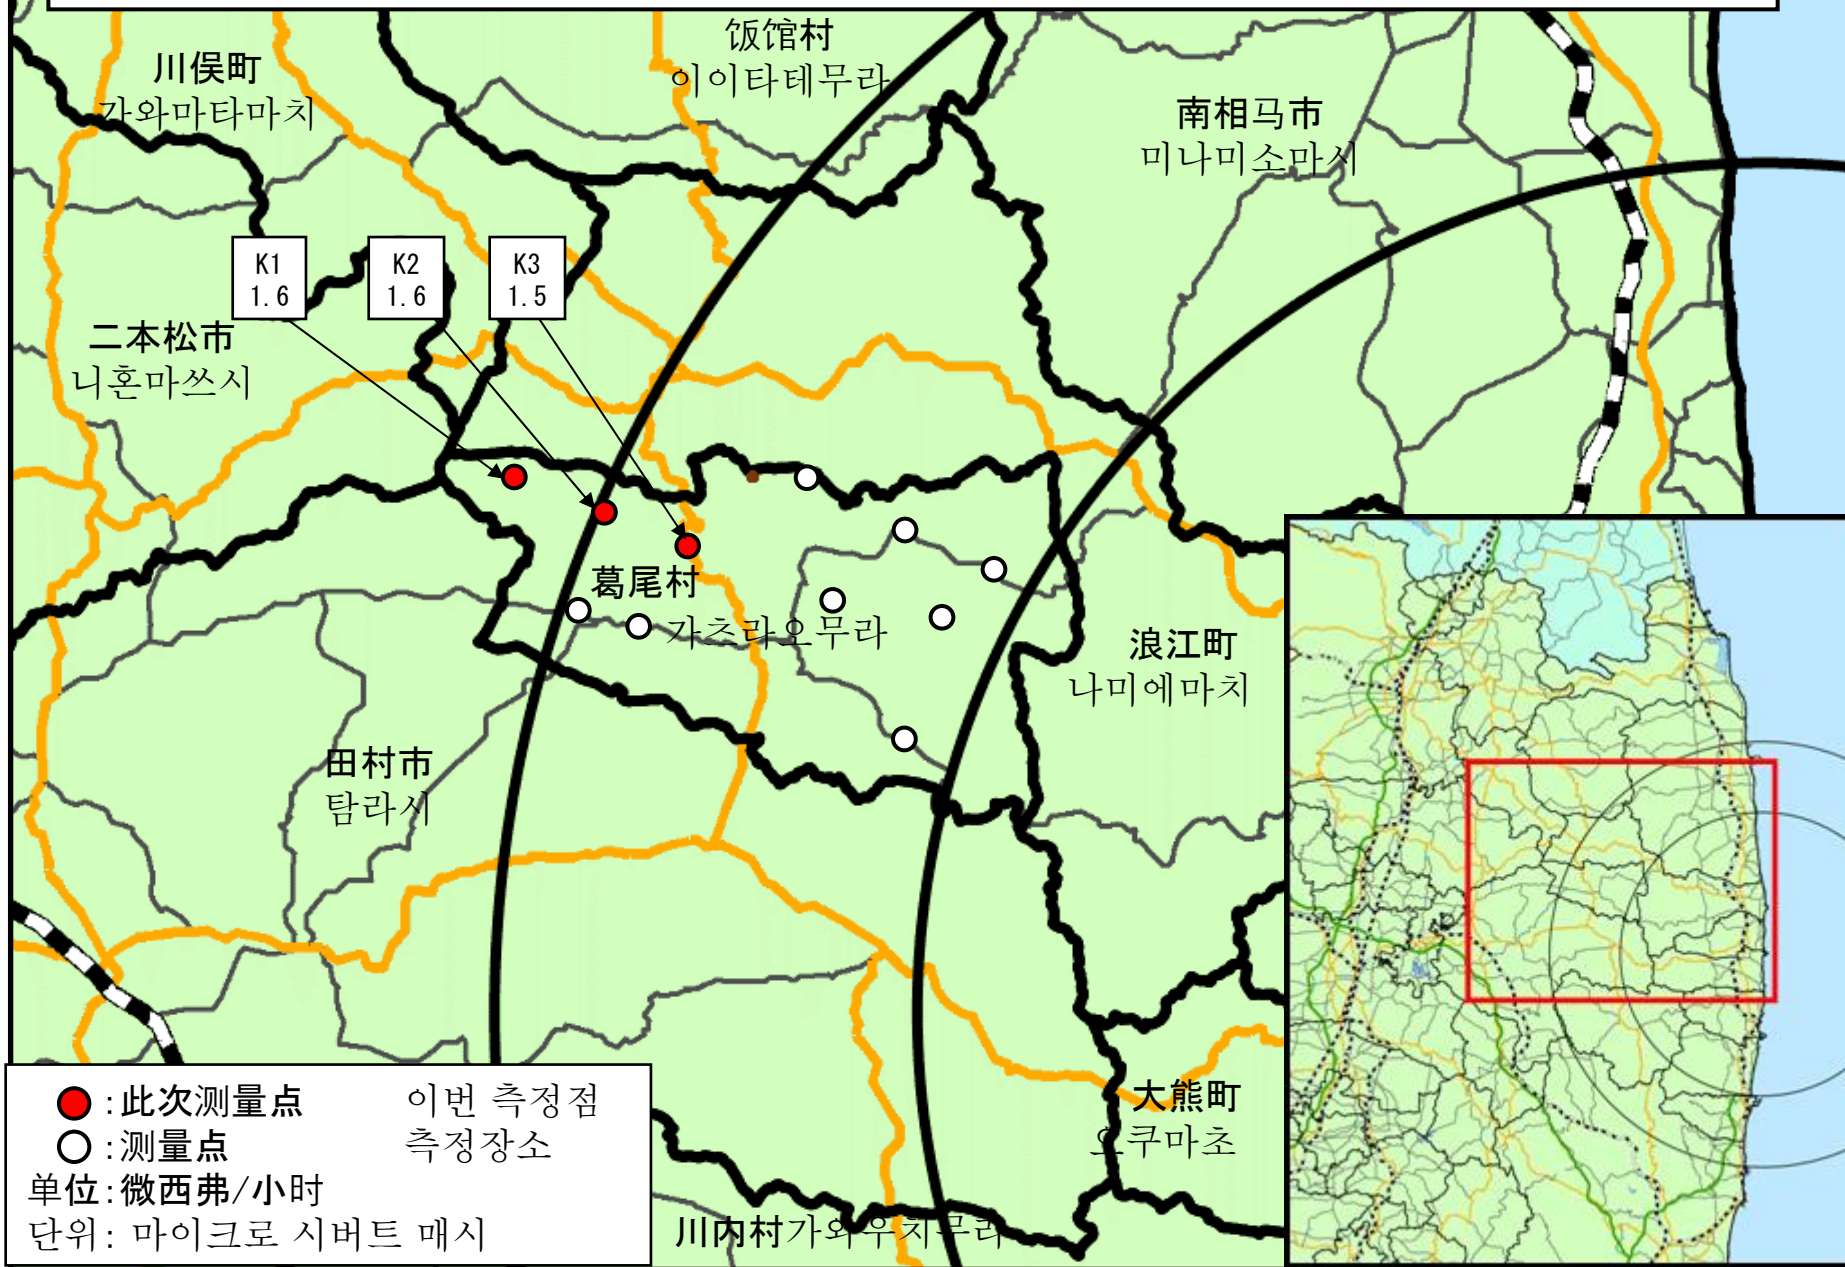 饭馆村
이이타테무라
川俣町
가와마타마치
南相马市
미나미소마시
K1
1.6
K2
1.6
K3
1.5
二本松市
니혼마쓰시
葛尾村
가츠라오무라
浪江町
나미에마치
田村市
탐라시
大熊町
오쿠마초
川内村가와우치무라
:此次测量点 이번 측정점
:测量点 측정장소
单位:微西弗/小时
단위: 마이크로 시버트 매시